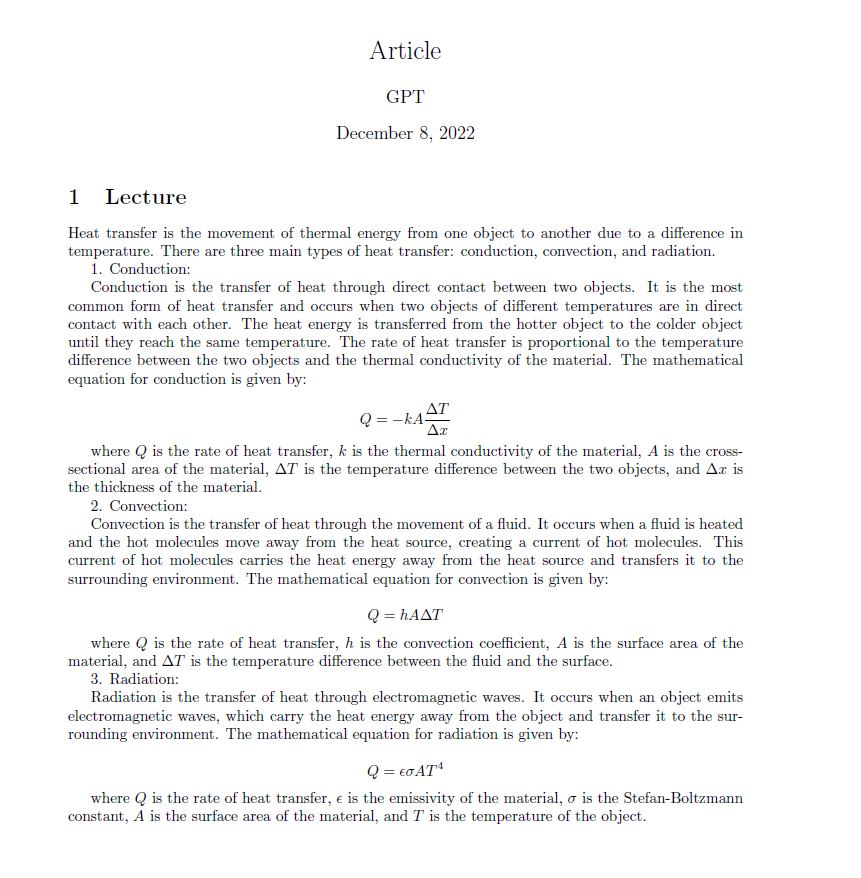 Article
GPT
December 8, 2022
1 Lecture
Heat transfer is the movement of thermal energy from one object to another due to a difference in
temperature. There are three main types of heat transfer: conduction, convection, and radiation.
1. Conduction:
Conduction is the transfer of heat through direct contact between two objects. It is the most
common form of heat transfer and occurs when two objects of different temperatures are in direct
contact with each other. The heat energy is transferred from the hotter object to the colder object
until they reach the same temperature. The rate of heat transfer is proportional to the temperature
difference between the two objects and the thermal conductivity of the material. The mathematical
equation for conduction is given by:
Q = −kA ΔT/Δx
where Q is the rate of heat transfer, k is the thermal conductivity of the material, A is the cross-
sectional area of the material, ΔT is the temperature difference between the two objects, and Δx is
the thickness of the material.
2. Convection:
Convection is the transfer of heat through the movement of a fluid. It occurs when a fluid is heated
and the hot molecules move away from the heat source, creating a current of hot molecules. This
current of hot molecules carries the heat energy away from the heat source and transfers it to the
surrounding environment. The mathematical equation for convection is given by:
Q = hAΔT
where Q is the rate of heat transfer, h is the convection coefficient, A is the surface area of the
material, and ΔT is the temperature difference between the fluid and the surface.
3. Radiation:
Radiation is the transfer of heat through electromagnetic waves. It occurs when an object emits
electromagnetic waves, which carry the heat energy away from the object and transfer it to the sur-
rounding environment. The mathematical equation for radiation is given by:
Q = ϵσAT⁴
where Q is the rate of heat transfer, ϵ is the emissivity of the material, σ is the Stefan-Boltzmann
constant, A is the surface area of the material, and T is the temperature of the object.